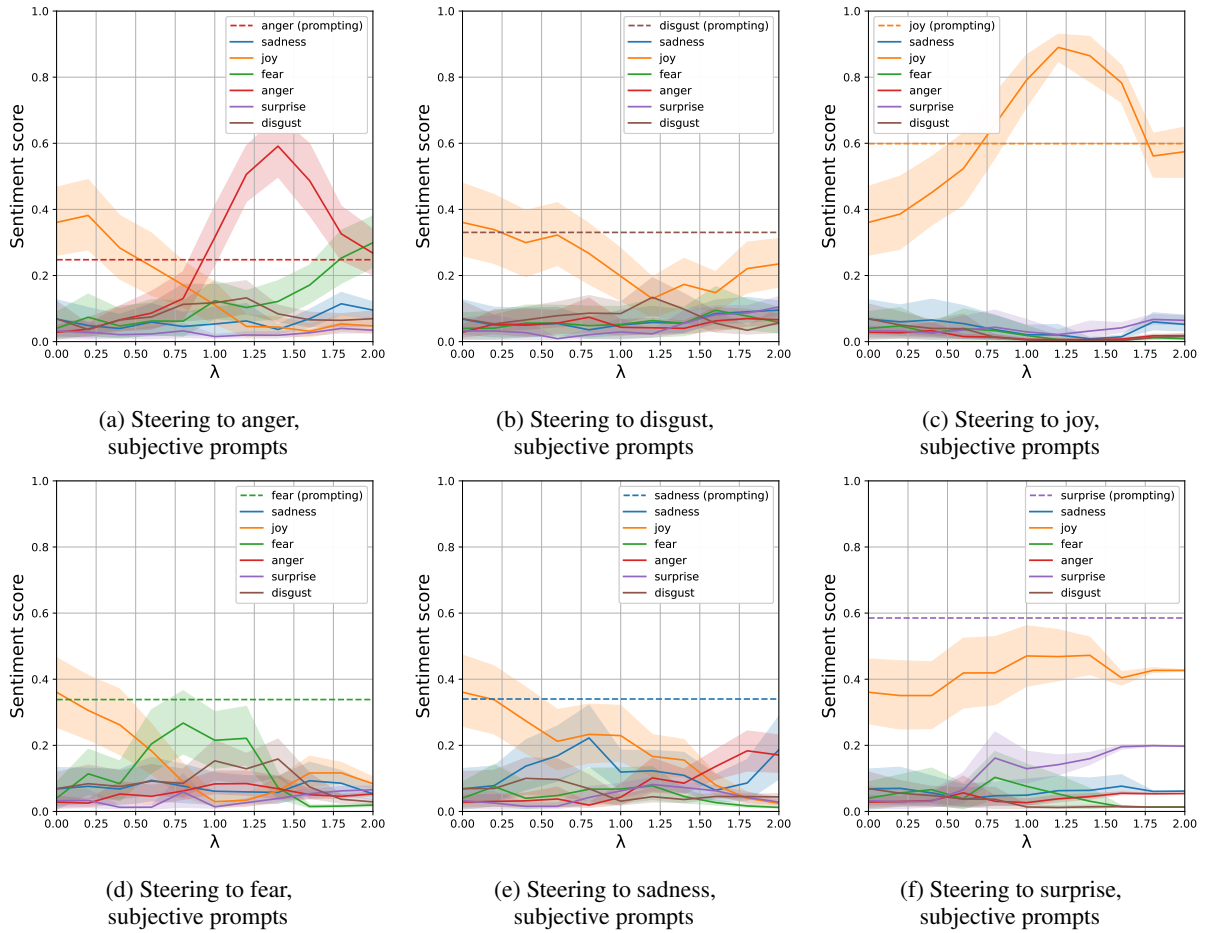 Sentiment score
1.0
0.8
0.6
0.4
0.2
0.0
anger (prompting)
sadness
joy
fear
anger
surprise
disgust
0.00 0.25 0.50 0.75 1.00 1.25 1.50 1.75 2.00
λ
(a) Steering to anger,
subjective prompts
Sentiment score
1.0
0.8
0.6
0.4
0.2
0.0
disgust (prompting)
sadness
joy
fear
anger
surprise
disgust
0.00 0.25 0.50 0.75 1.00 1.25 1.50 1.75 2.00
λ
(b) Steering to disgust,
subjective prompts
Sentiment score
1.0
0.8
0.6
0.4
0.2
0.0
joy (prompting)
sadness
joy
fear
anger
surprise
disgust
0.00 0.25 0.50 0.75 1.00 1.25 1.50 1.75 2.00
λ
(c) Steering to joy,
subjective prompts
Sentiment score
1.0
0.8
0.6
0.4
0.2
0.0
fear (prompting)
sadness
joy
fear
anger
surprise
disgust
0.00 0.25 0.50 0.75 1.00 1.25 1.50 1.75 2.00
λ
(d) Steering to fear,
subjective prompts
Sentiment score
1.0
0.8
0.6
0.4
0.2
0.0
sadness (prompting)
sadness
joy
fear
anger
surprise
disgust
0.00 0.25 0.50 0.75 1.00 1.25 1.50 1.75 2.00
λ
(e) Steering to sadness,
subjective prompts
Sentiment score
1.0
0.8
0.6
0.4
0.2
0.0
surprise (prompting)
sadness
joy
fear
anger
surprise
disgust
0.00 0.25 0.50 0.75 1.00 1.25 1.50 1.75 2.00
λ
(f) Steering to surprise,
subjective prompts